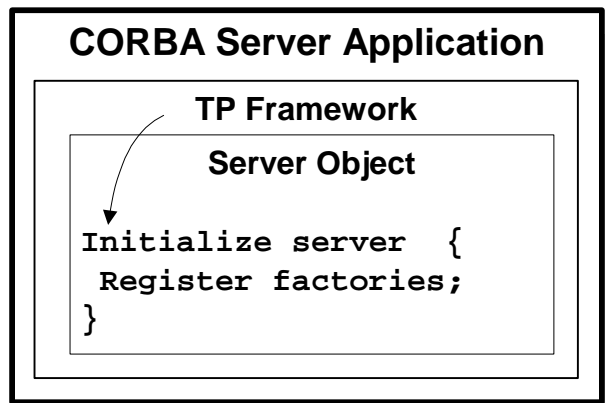 CORBA Server Application
TP Framework
Server Object
Initialize server {
Register factories;
}